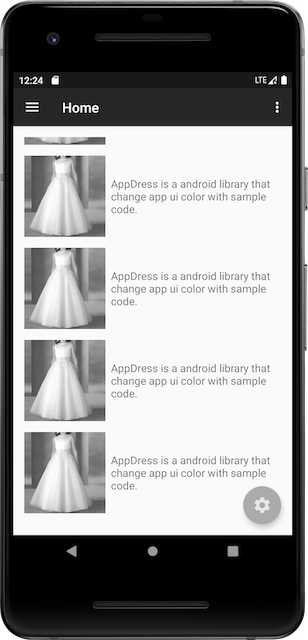 12:24 LTE
Home
AppDress is a android library that
change app ui color with sample
code.
AppDress is a android library that
change app ui color with sample
code.
AppDress is a android library that
change app ui color with sample
code.
AppDress is a android library that
change app ui color with sample
code.